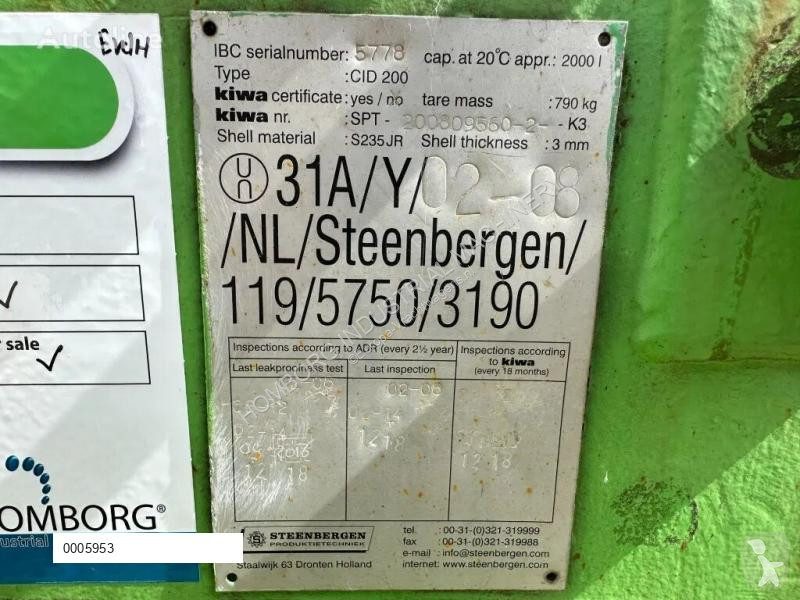 Autoline
EWH
r sale
OMBORG®
ndustrial
0005953
IBC serialnumber: 5778 cap. at 20°C appr.: 2000 l
Type :CID 200
kiwa certificate :yes / no tare mass :790 kg
kiwa nr. :SPT - 200809560-2- - K3
Shell material :S235JR Shell thickness : 3 mm
UN 31A/Y/02-08
/NL/Steenbergen/
119/5750/3190
Inspections according to ADR (every 2½ year)
Inspections according to kiwa (every 18 months)
Last leakproofness test
Last inspection
02-08
12 18
12 18
12 18
STEENBERGEN
PRODUKTIETECHNIEK
Staalwijk 63 Dronten Holland
tel. : 00-31-(0)321-319999
fax : 00-31-(0)321-319988
e-mail : info@steenbergen.com
internet: www.steenbergen.com